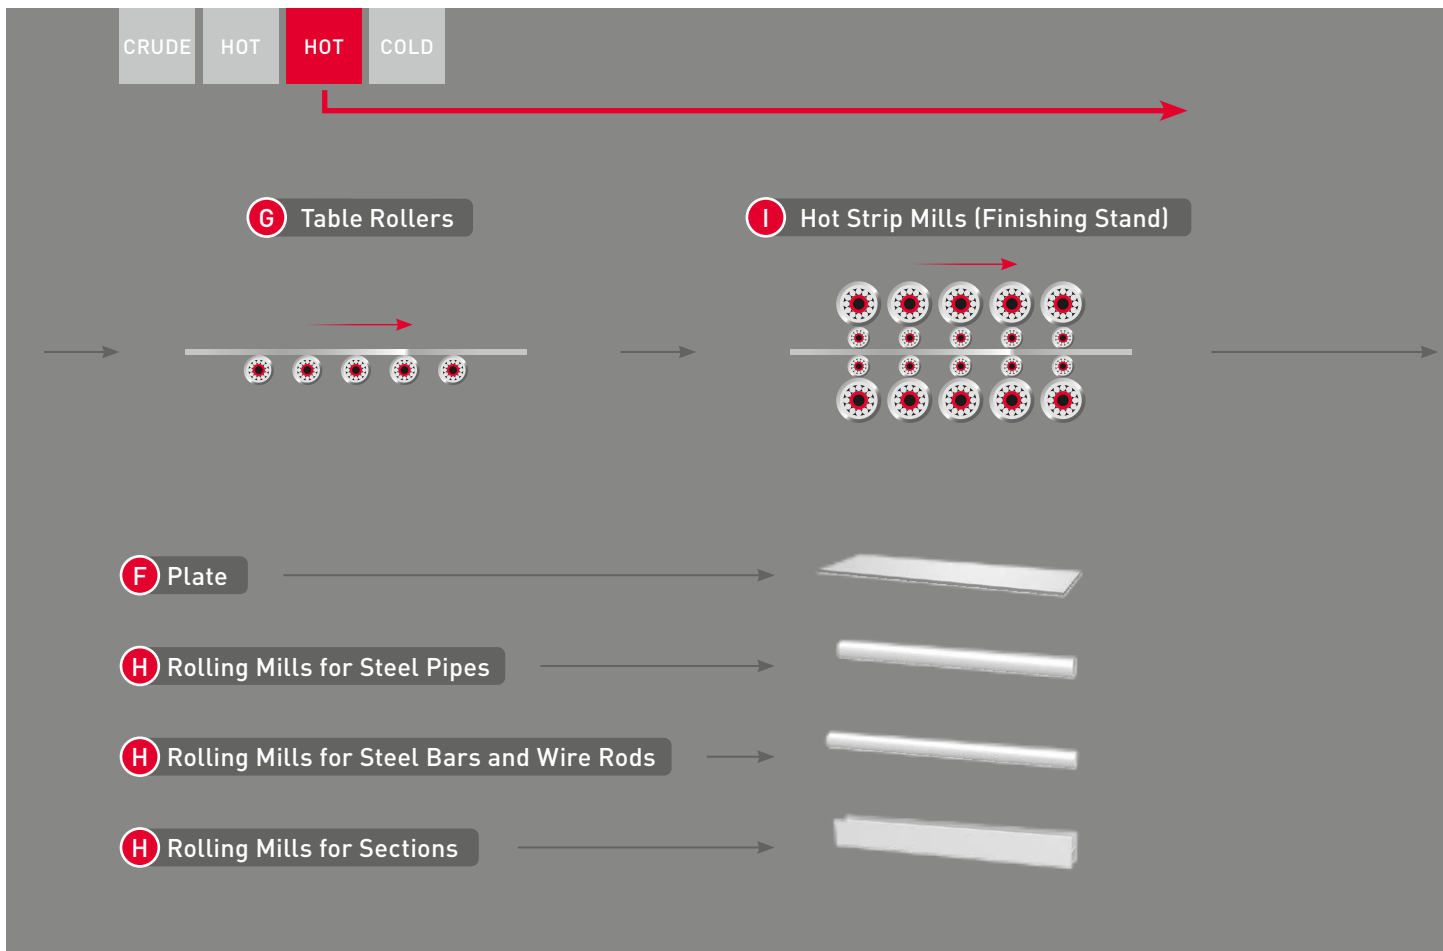 CRUDE HOT HOT COLD
G Table Rollers
I Hot Strip Mills (Finishing Stand)
F Plate
H Rolling Mills for Steel Pipes
H Rolling Mills for Steel Bars and Wire Rods
H Rolling Mills for Sections